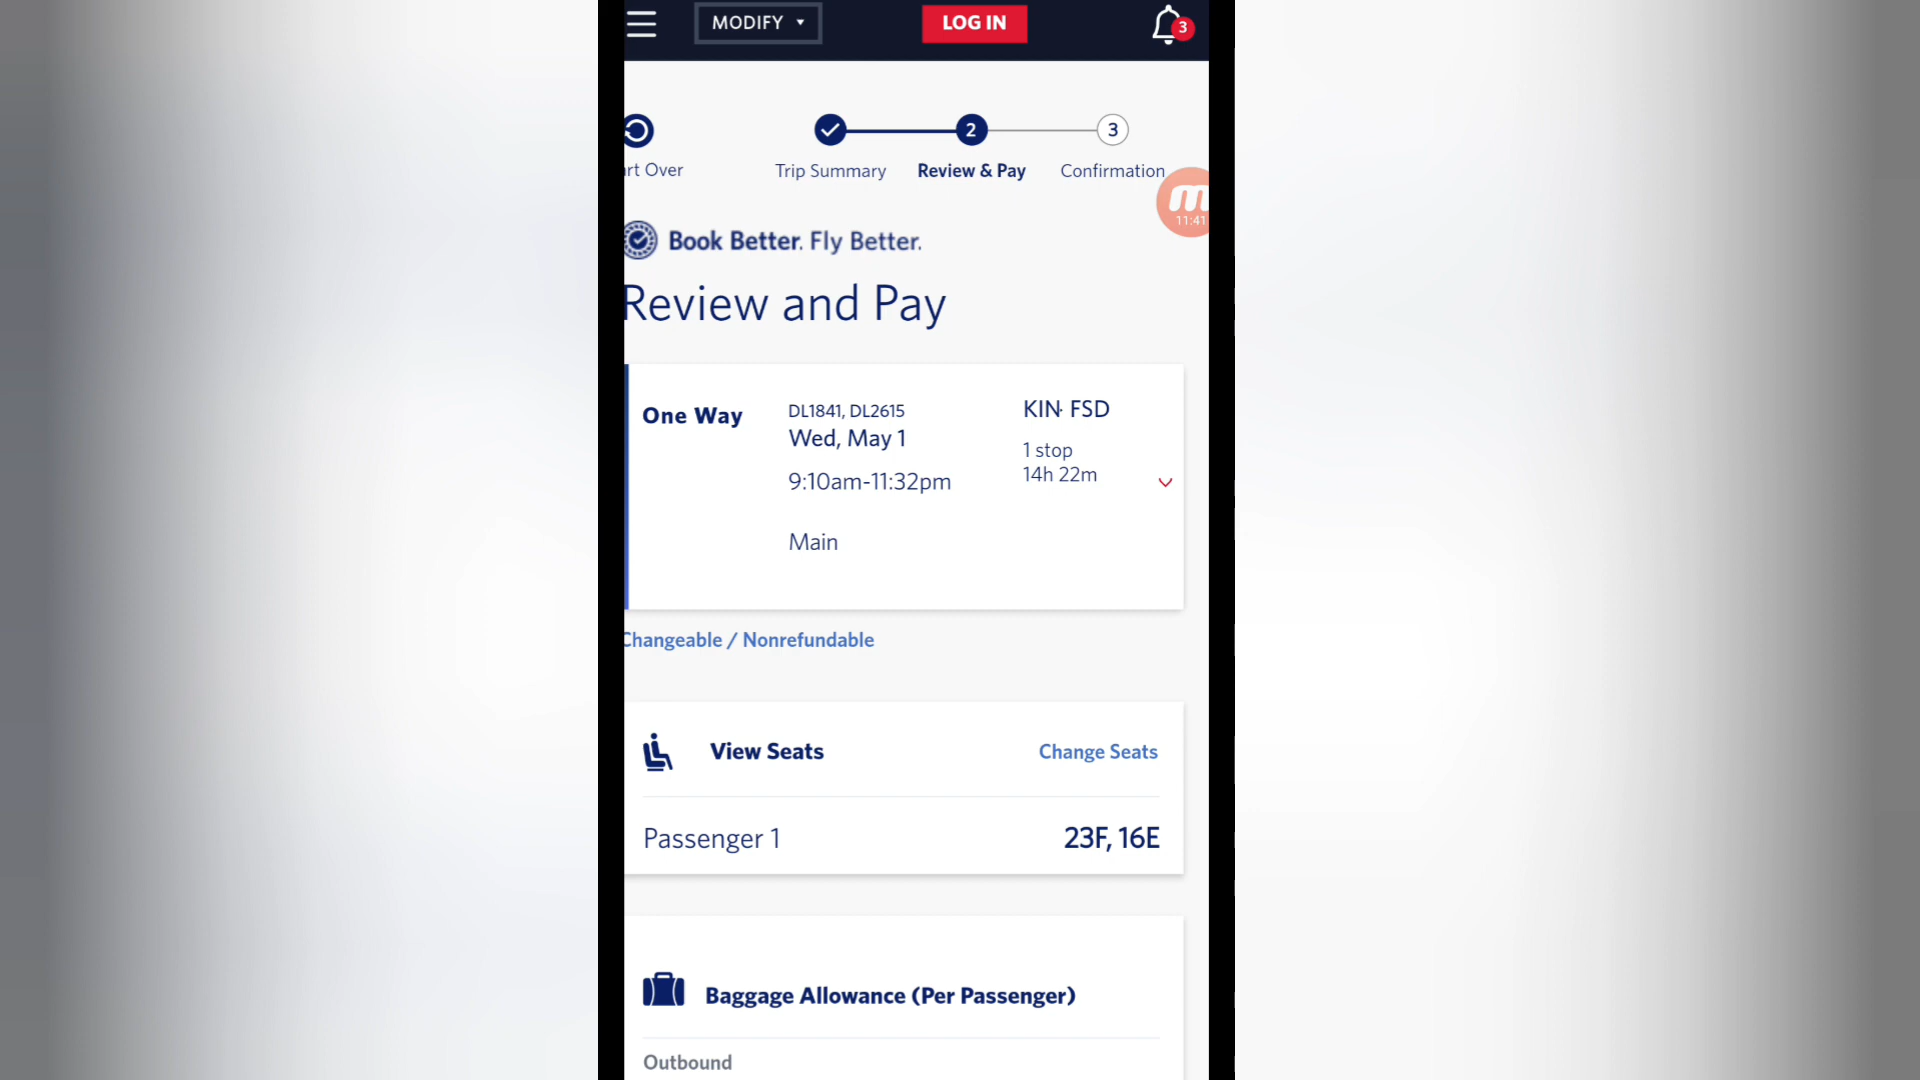 MODIFY
LOG IN
3
2
3
rt Over
Trip Summary
Review & Pay
Confirmation
11:41
Book Better. Fly Better.
Review and Pay
One Way
DL1841, DL2615
Wed, May 1
9:10am-11:32pm
Main
KIN FSD
1 stop
14h 22m
Changeable / Nonrefundable
View Seats
Change Seats
Passenger 1
23F, 16E
Baggage Allowance (Per Passenger)
Outbound